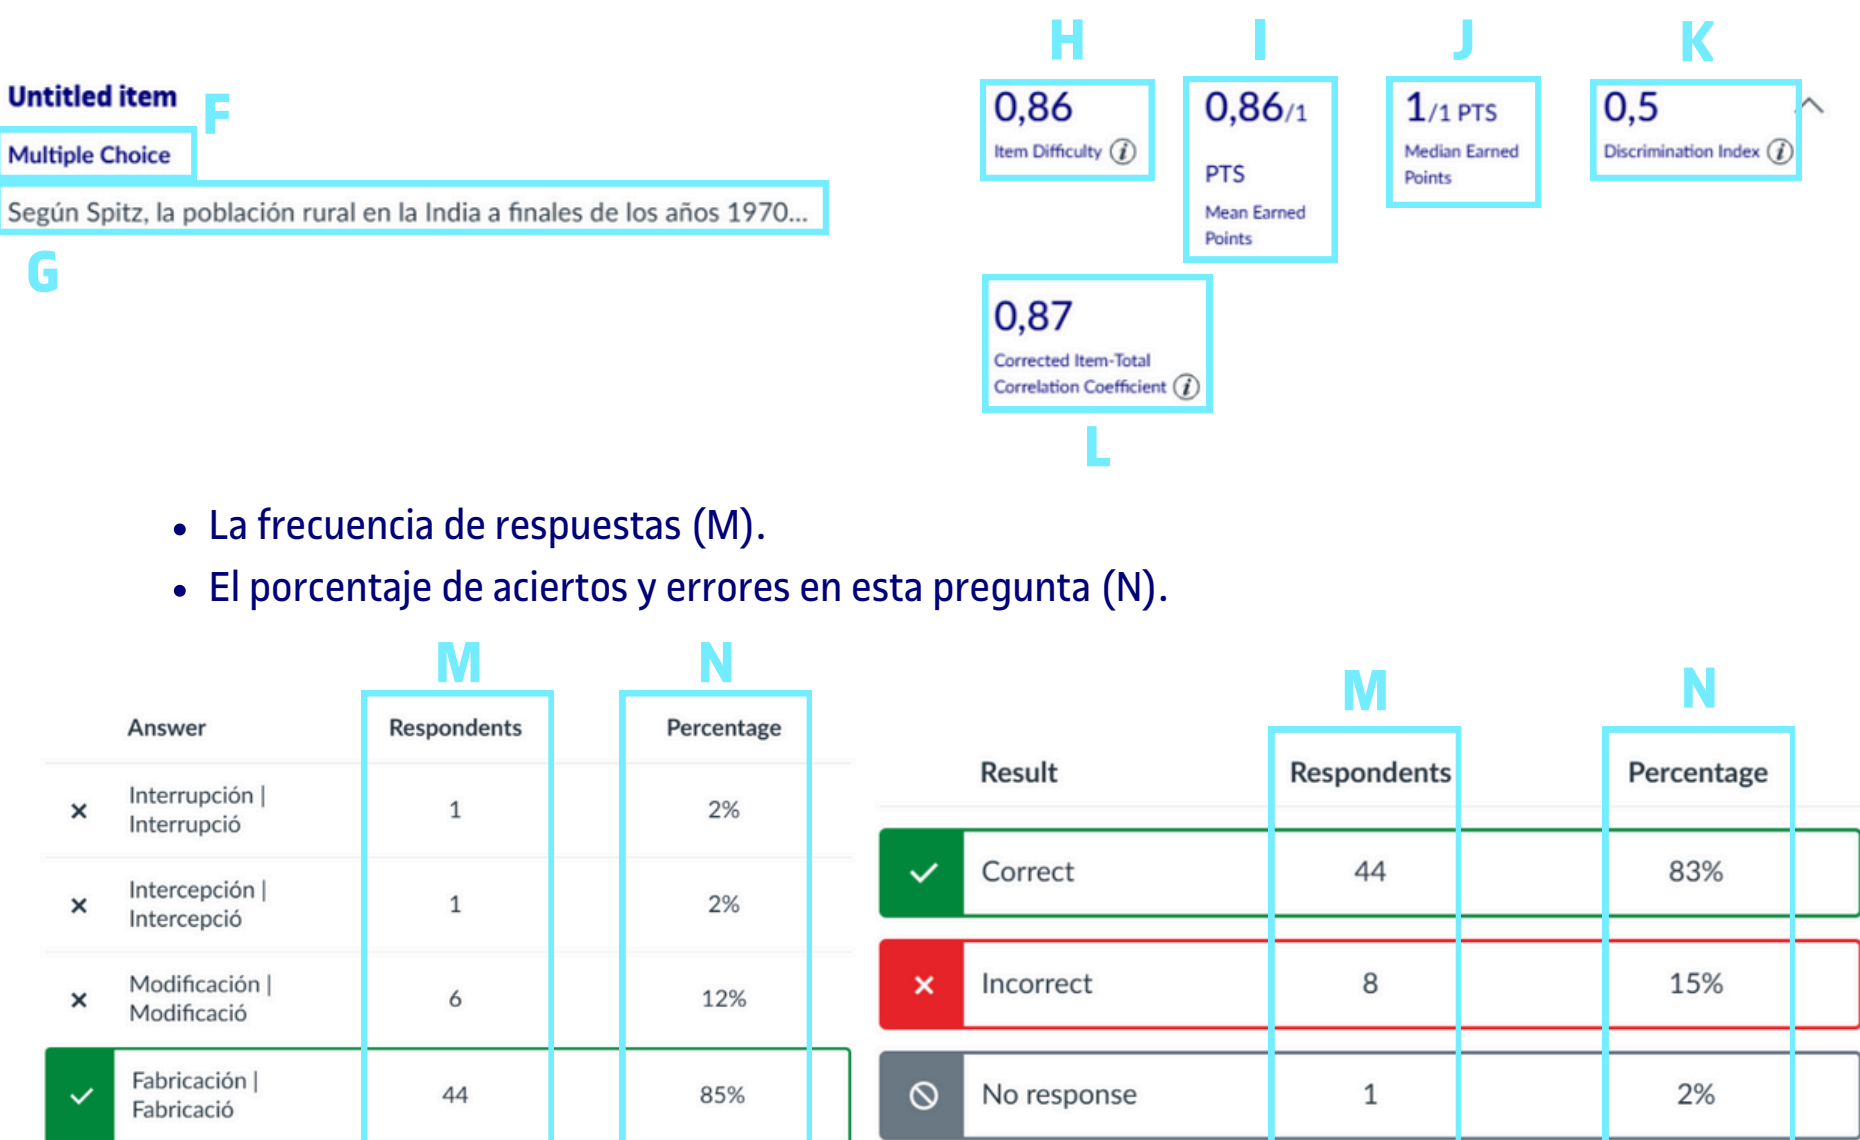 H
I
J
K
Untitled item
F
Multiple Choice
Según Spitz, la población rural en la India a finales de los años 1970...
G
0,86
Item Difficulty i
0,86/1
PTS
Mean Earned
Points
1/1 PTS
Median Earned
Points
0,5
Discrimination Index i
0,87
Corrected Item-Total
Correlation Coefficient i
L
• La frecuencia de respuestas (M).
• El porcentaje de aciertos y errores en esta pregunta (N).
M
N
Answer Respondents Percentage
Interrupción |
Interrupció
1 2%
Intercepción |
Intercepció
1 2%
Modificación |
Modificació
6 12%
Fabricación |
Fabricació
44 85%
M
N
Result Respondents Percentage
Correct 44 83%
Incorrect 8 15%
No response 1 2%